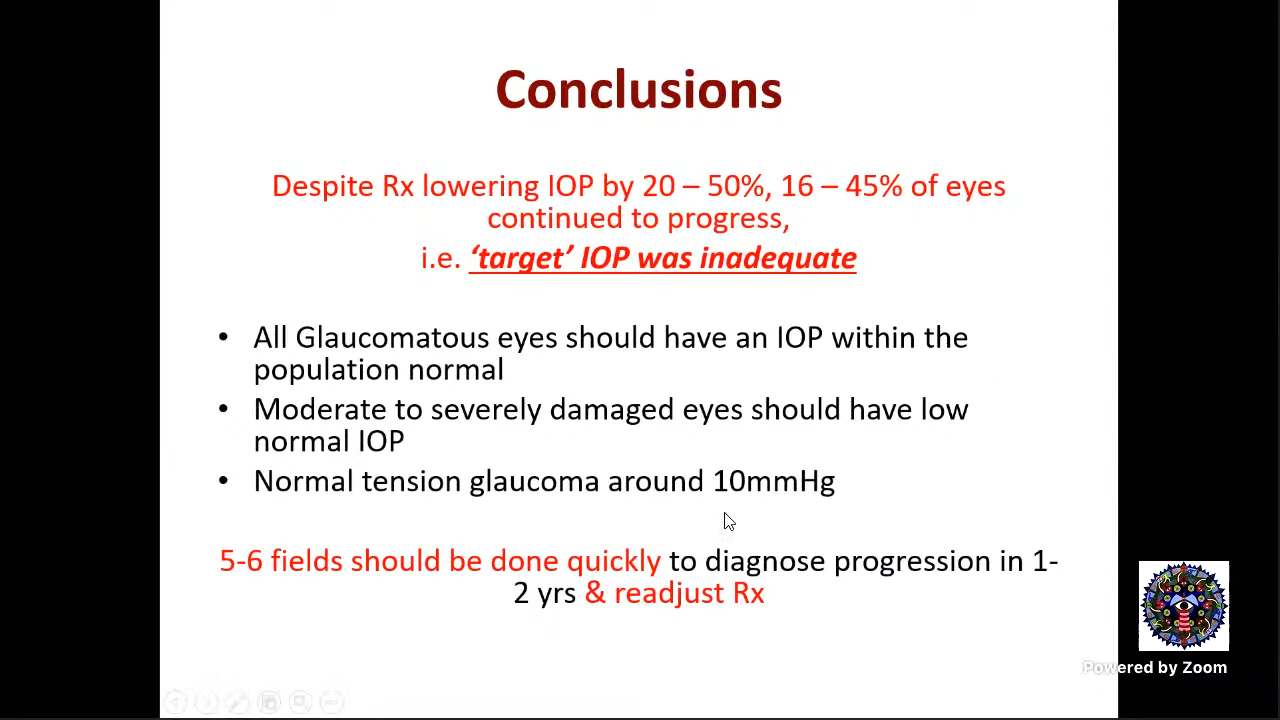 Conclusions
Despite Rx lowering IOP by 20 – 50%, 16 – 45% of eyes
continued to progress,
i.e. ‘target’ IOP was inadequate
• All Glaucomatous eyes should have an IOP within the
population normal
• Moderate to severely damaged eyes should have low
normal IOP
• Normal tension glaucoma around 10mmHg
5-6 fields should be done quickly to diagnose progression in 1-
2 yrs & readjust Rx
Powered by Zoom